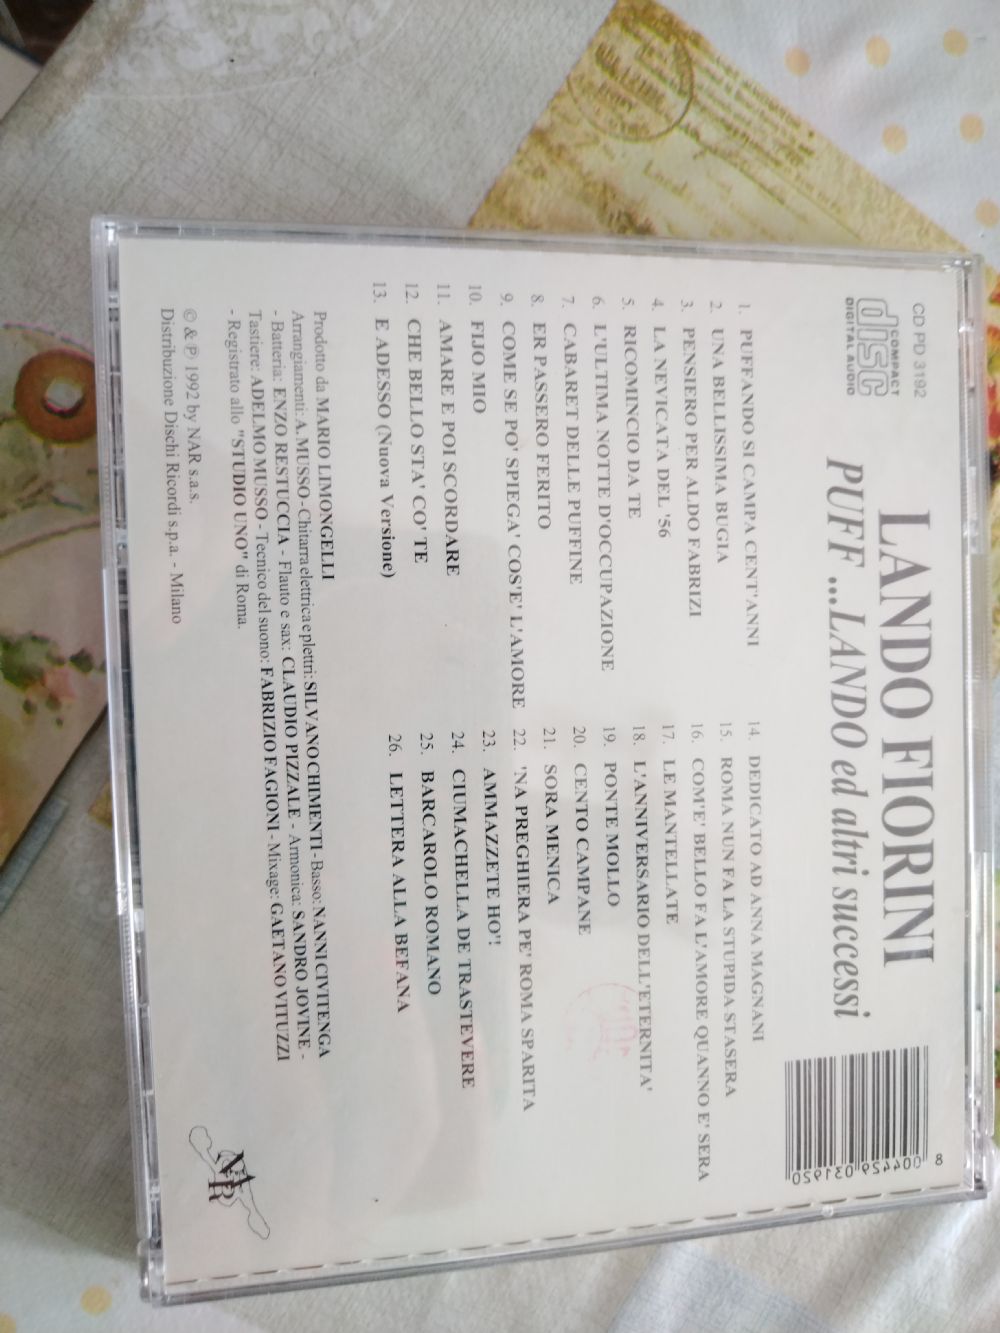 CD PD 3192
COMPACT
disc
DIGITAL AUDIO
LANDO FIORINI
PUFF ...LANDO ed altri successi
8 004429 031920
1. PUFFANDO SI CAMPA CENT'ANNI
2. UNA BELLISSIMA BUGIA
3. PENSIERO PER ALDO FABRIZI
4. LA NEVICATA DEL '56
5. RICOMINCIO DA TE
6. L'ULTIMA NOTTE D'OCCUPAZIONE
7. CABARET DELLE PUFFINE
8. ER PASSERO FERITO
9. COME SE PO' SPIEGA' COS'E' L'AMORE
10. FIJO MIO
11. AMARE E POI SCORDARE
12. CHE BELLO STA' CO' TE
13. E ADESSO (Nuova Versione)
14. DEDICATO AD ANNA MAGNANI
15. ROMA NUN FA LA STUPIDA STASERA
16. COM'E' BELLO FA L'AMORE QUANNO E' SERA
17. LE MANTELLATE
18. L'ANNIVERSARIO DELL'ETERNITA'
19. PONTE MOLLO
20. CENTO CAMPANE
21. SORA MENICA
22. 'NA PREGHIERA PE' ROMA SPARITA
23. AMMAZZETE HO'!
24. CIUMACHELLA DE TRASTEVERE
25. BARCAROLO ROMANO
26. LETTERA ALLA BEFANA
Prodotto da MARIO LIMONGELLI
Arrangiamenti: A. MUSSO - Chitarra elettrica e plettri: SILVANO CHIMENTI - Basso: NANNI CIVITENGA
- Batteria: ENZO RESTUCCIA - Flauto e sax: CLAUDIO PIZZALE - Armonica: SANDRO JOVINE -
Tastiere: ADELMO MUSSO - Tecnico del suono: FABRIZIO FAGIONI - Mixage: GAETANO VITUZZI
- Registrato allo "STUDIO UNO" di Roma.
© & ℗ 1992 by NAR s.a.s.
Distribuzione Dischi Ricordi s.p.a. - Milano
NAR
Local